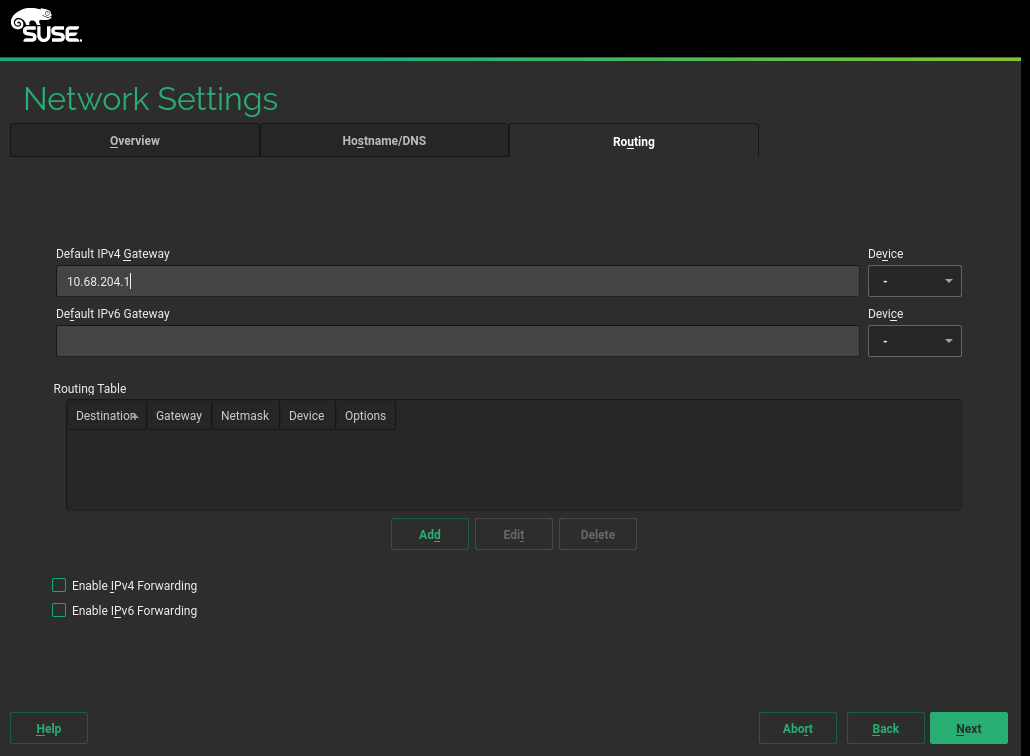 SUSE.
Network Settings
Overview Hostname/DNS Routing
Default IPv4 Gateway Device
10.68.204.1 -
Default IPv6 Gateway Device
-
Routing Table
Destination Gateway Netmask Device Options
Add Edit Delete
Enable IPv4 Forwarding
Enable IPv6 Forwarding
Help Abort Back Next